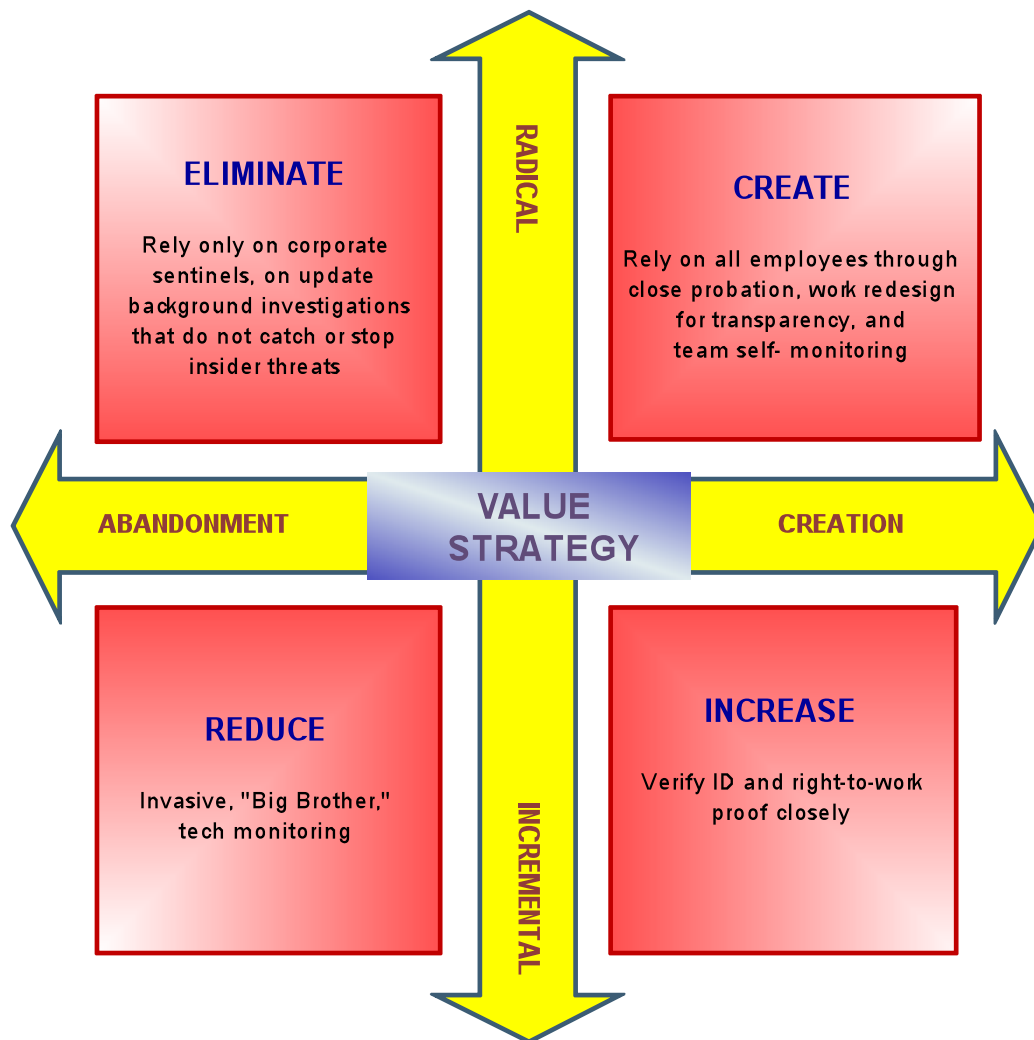 RADICAL
ELIMINATE
Rely only on corporate
sentinels, on update
background investigations
that do not catch or stop
insider threats
CREATE
Rely on all employees through
close probation, work redesign
for transparency, and
team self- monitoring
ABANDONMENT
VALUE
STRATEGY
CREATION
REDUCE
Invasive, "Big Brother,"
tech monitoring
INCREASE
Verify ID and right-to-work
proof closely
INCREMENTAL